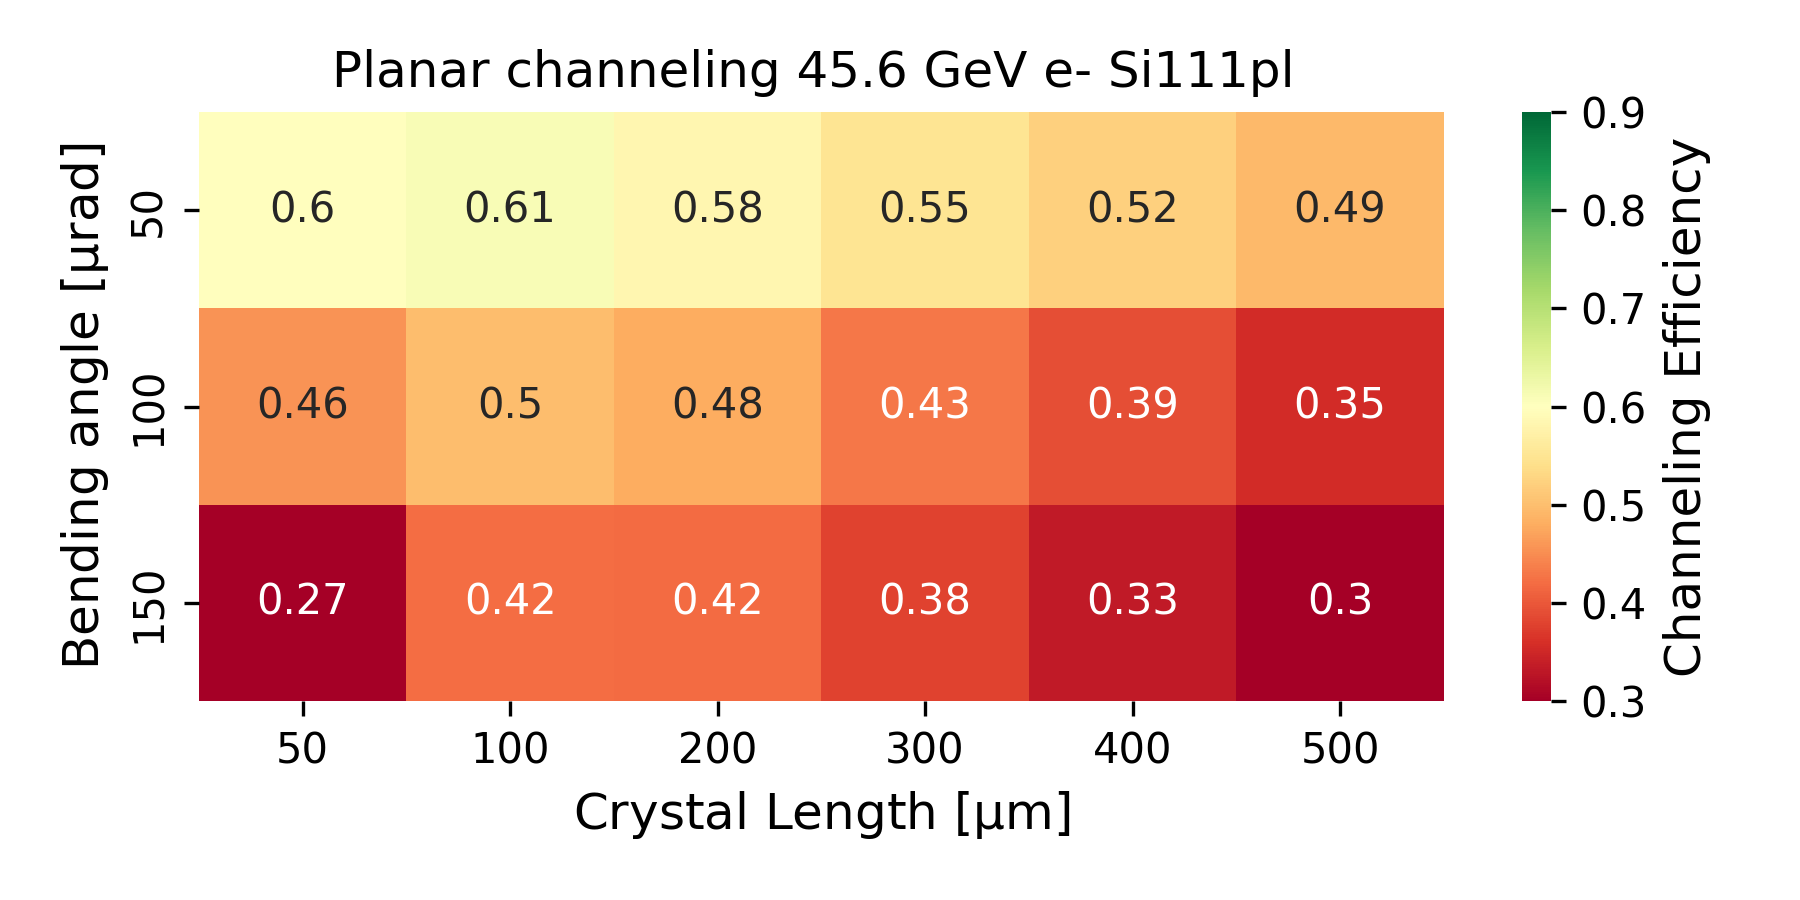 Planar channeling 45.6 GeV e- Si111pl
Bending angle [μrad]
50 0.6 0.61 0.58 0.55 0.52 0.49
100 0.46 0.5 0.48 0.43 0.39 0.35
150 0.27 0.42 0.42 0.38 0.33 0.3
50 100 200 300 400 500
Crystal Length [μm]
0.9
0.8
0.7
0.6
0.5
0.4
0.3
Channeling Efficiency